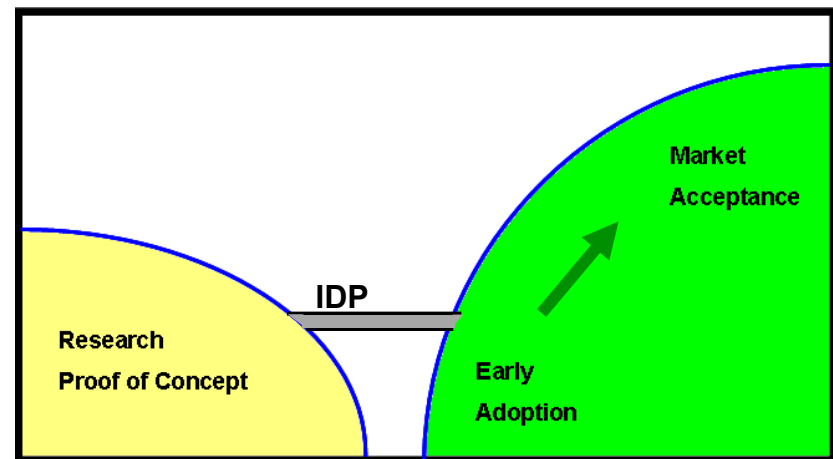 IDP
Research
Proof of Concept
Market
Acceptance
Early
Adoption